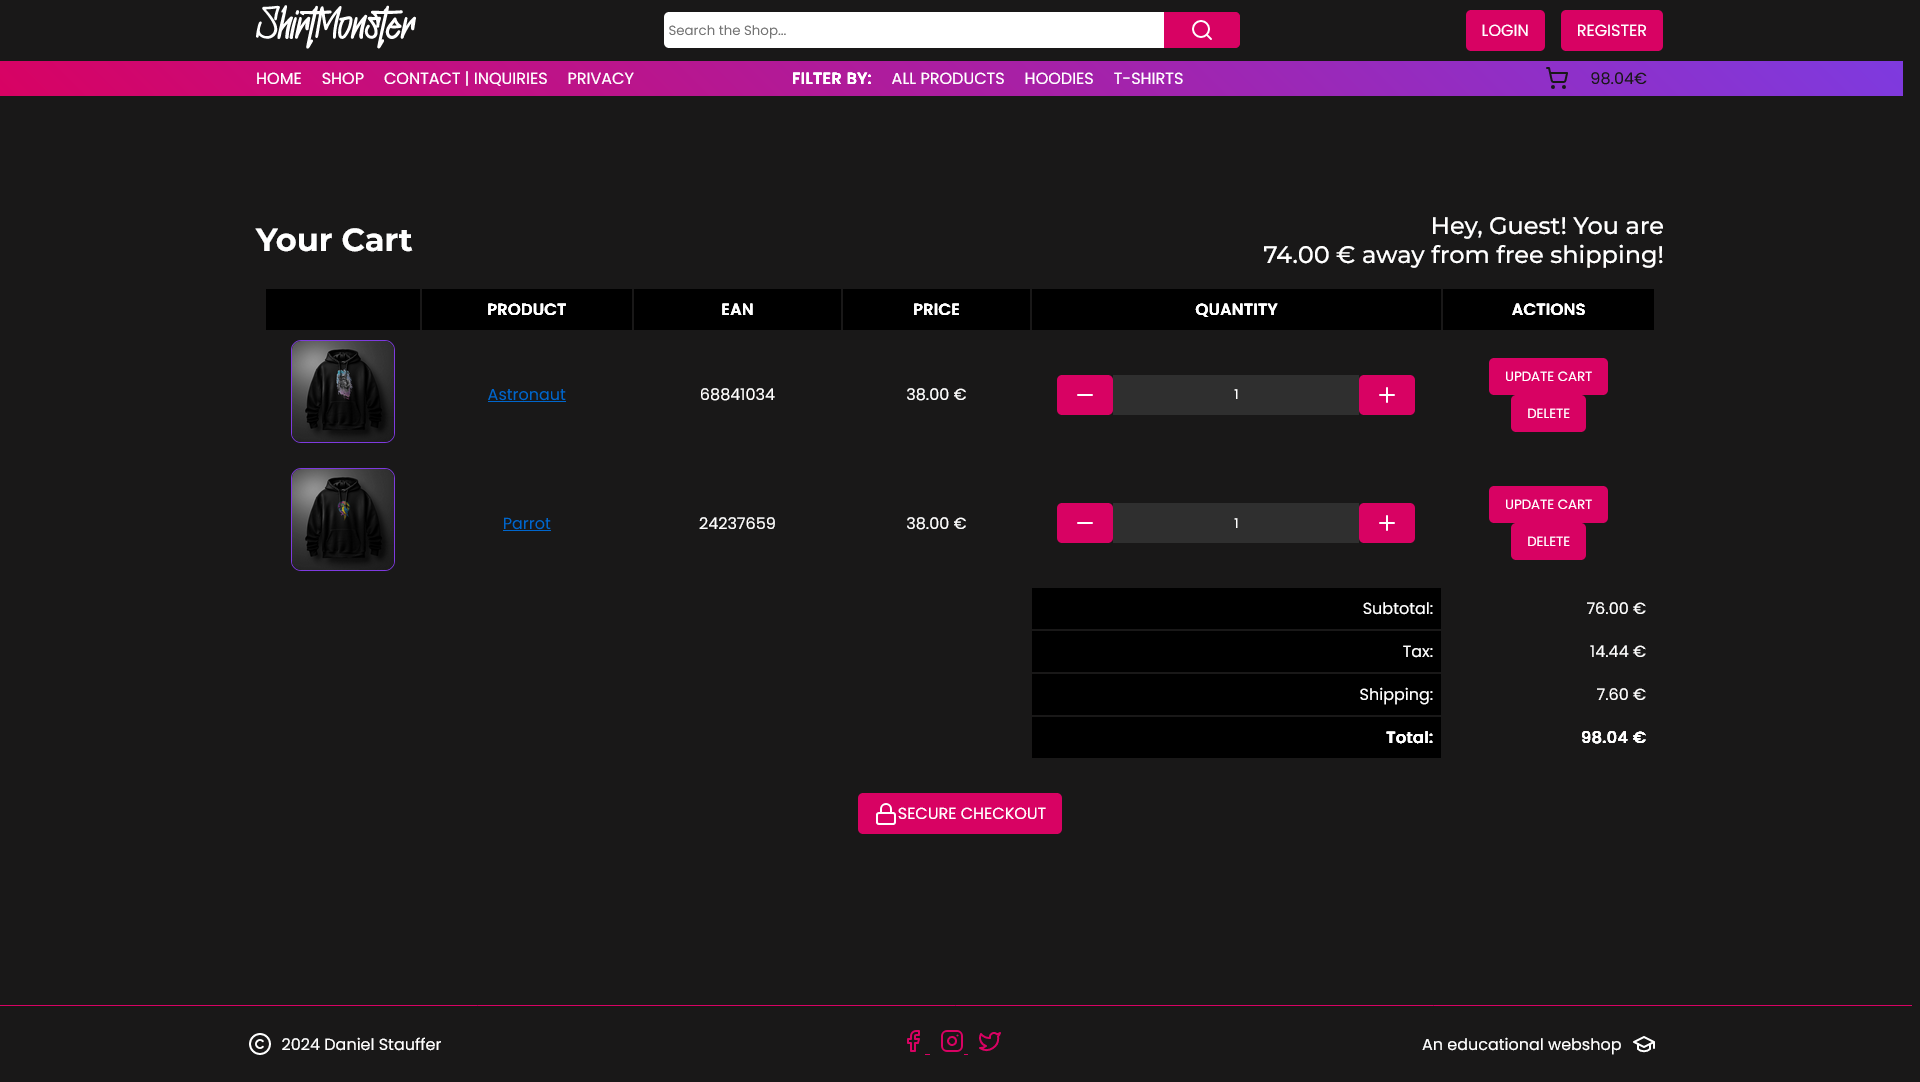 ShirtMonster
Search the Shop...
LOGIN
REGISTER
HOME SHOP CONTACT | INQUIRIES PRIVACY FILTER BY: ALL PRODUCTS HOODIES T-SHIRTS 98.04€
Your Cart
Hey, Guest! You are
74.00 € away from free shipping!
PRODUCT EAN PRICE QUANTITY ACTIONS
Astronaut 68841034 38.00 € 1
UPDATE CART
DELETE
Parrot 24237659 38.00 € 1
UPDATE CART
DELETE
Subtotal: 76.00 €
Tax: 14.44 €
Shipping: 7.60 €
Total: 98.04 €
SECURE CHECKOUT
© 2024 Daniel Stauffer
An educational webshop